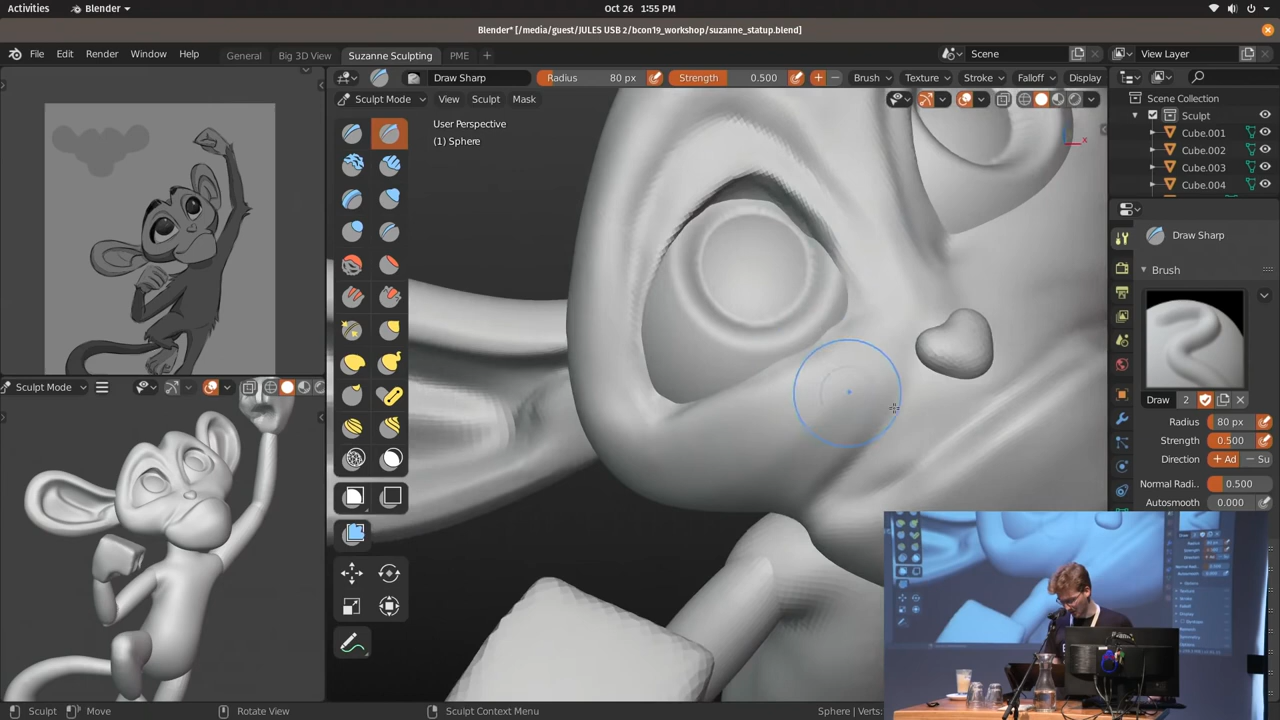 Activities
Blender
Oct 26 1:55 PM
Blender* [/media/guest/JULES USB 2/bcon19_workshop/suzanne_statup.blend]
File Edit Render Window Help
General Big 3D View Suzanne Sculpting PME +
Scene
View Layer
Draw Sharp
Radius 80 px
Strength 0.500
Brush Texture Stroke Falloff Display
Sculpt Mode View Sculpt Mask
User Perspective
(1) Sphere
Scene Collection
Sculpt
Cube.001
Cube.002
Cube.003
Cube.004
Draw Sharp
Brush
Draw 2
Radius 80 px
Strength 0.500
Direction + Ad − Su
Normal Radi.. 0.500
Autosmooth 0.000
Sculpt Mode
Sculpt Move Rotate View Sculpt Context Menu Sphere | Verts: